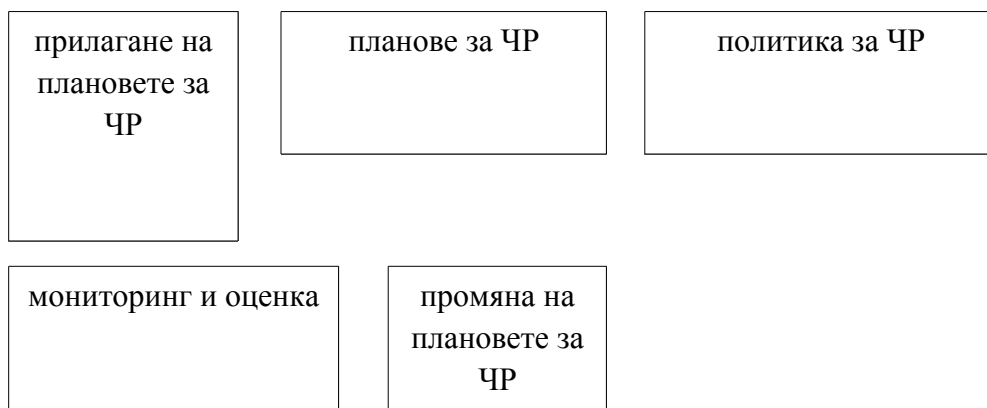 прилагане на
плановете за
ЧР
планове за ЧР
политика за ЧР
мониторинг и оценка
промяна на
плановете за
ЧР